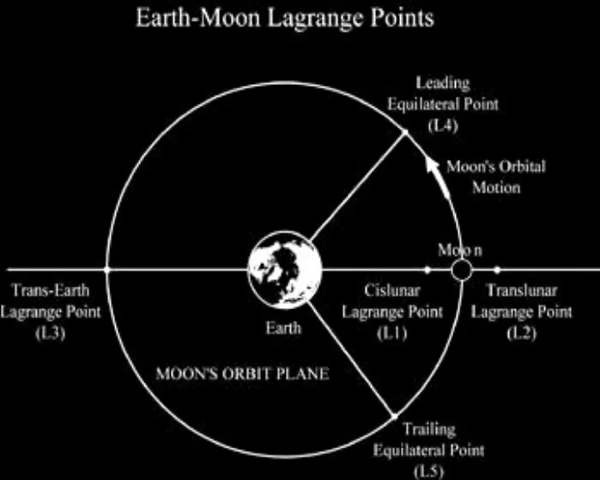 Earth-Moon Lagrange Points
Leading
Equilateral Point
(L4)
Moon's Orbital
Motion
Moon
Trans-Earth
Lagrange Point
(L3)
Earth
Cislunar
Lagrange Point
(L1)
Translunar
Lagrange Point
(L2)
MOON'S ORBIT PLANE
Trailing
Equilateral Point
(L5)